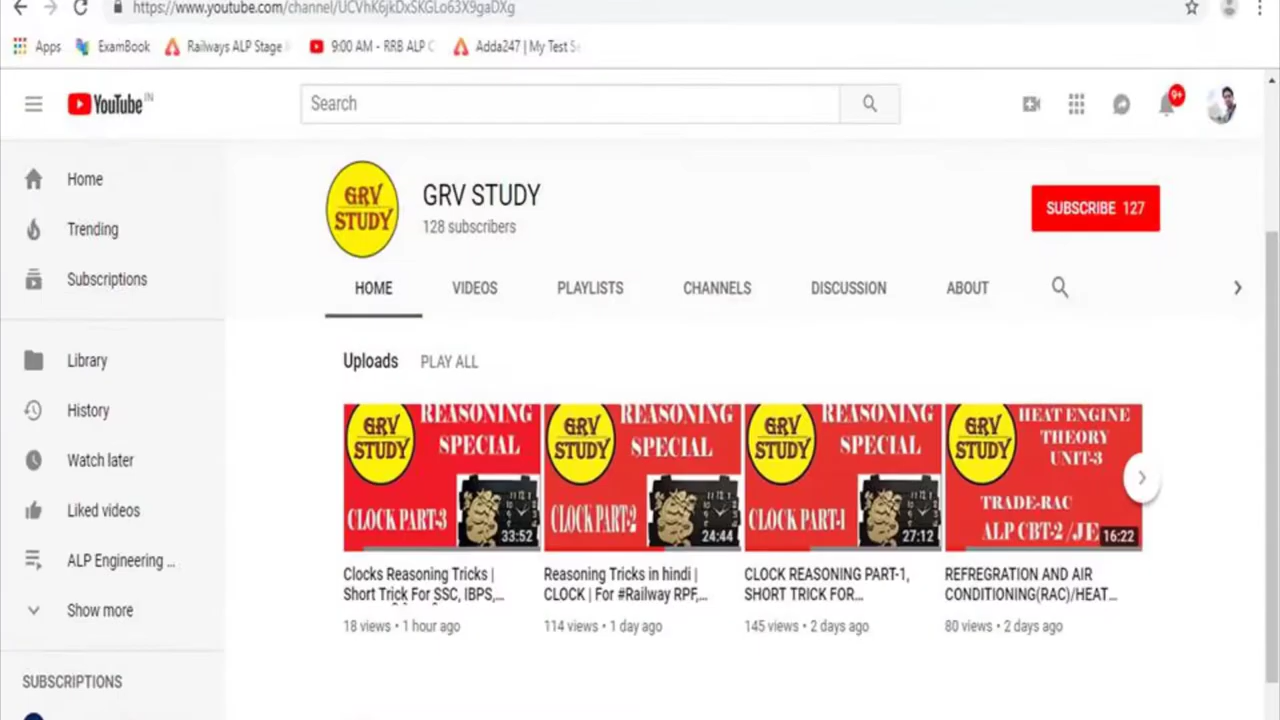 https://www.youtube.com/channel/UCVhK6jkDxSKGLo63X9gaDXg
Apps ExamBook Railways ALP Stage 9:00 AM - RRB ALP C Adda247 | My Test Se
YouTube IN
Search
9+
Home
Trending
Subscriptions
Library
History
Watch later
Liked videos
ALP Engineering ...
Show more
SUBSCRIPTIONS
GRV
STUDY
GRV STUDY
128 subscribers
SUBSCRIBE 127
HOME VIDEOS PLAYLISTS CHANNELS DISCUSSION ABOUT
Uploads PLAY ALL
GRV
STUDY
REASONING
SPECIAL
CLOCK PART-3
33:52
Clocks Reasoning Tricks |
Short Trick For SSC, IBPS,...
18 views • 1 hour ago
GRV
STUDY
REASONING
SPECIAL
CLOCK PART-2
24:44
Reasoning Tricks in hindi |
CLOCK | For #Railway RPF,...
114 views • 1 day ago
GRV
STUDY
REASONING
SPECIAL
CLOCK PART-1
27:12
CLOCK REASONING PART-1,
SHORT TRICK FOR...
145 views • 2 days ago
GRV
STUDY
HEAT ENGINE
THEORY
UNIT-3
TRADE-RAC
ALP CBT-2 /JE
16:22
REFREGRATION AND AIR
CONDITIONING(RAC)/HEAT...
80 views • 2 days ago